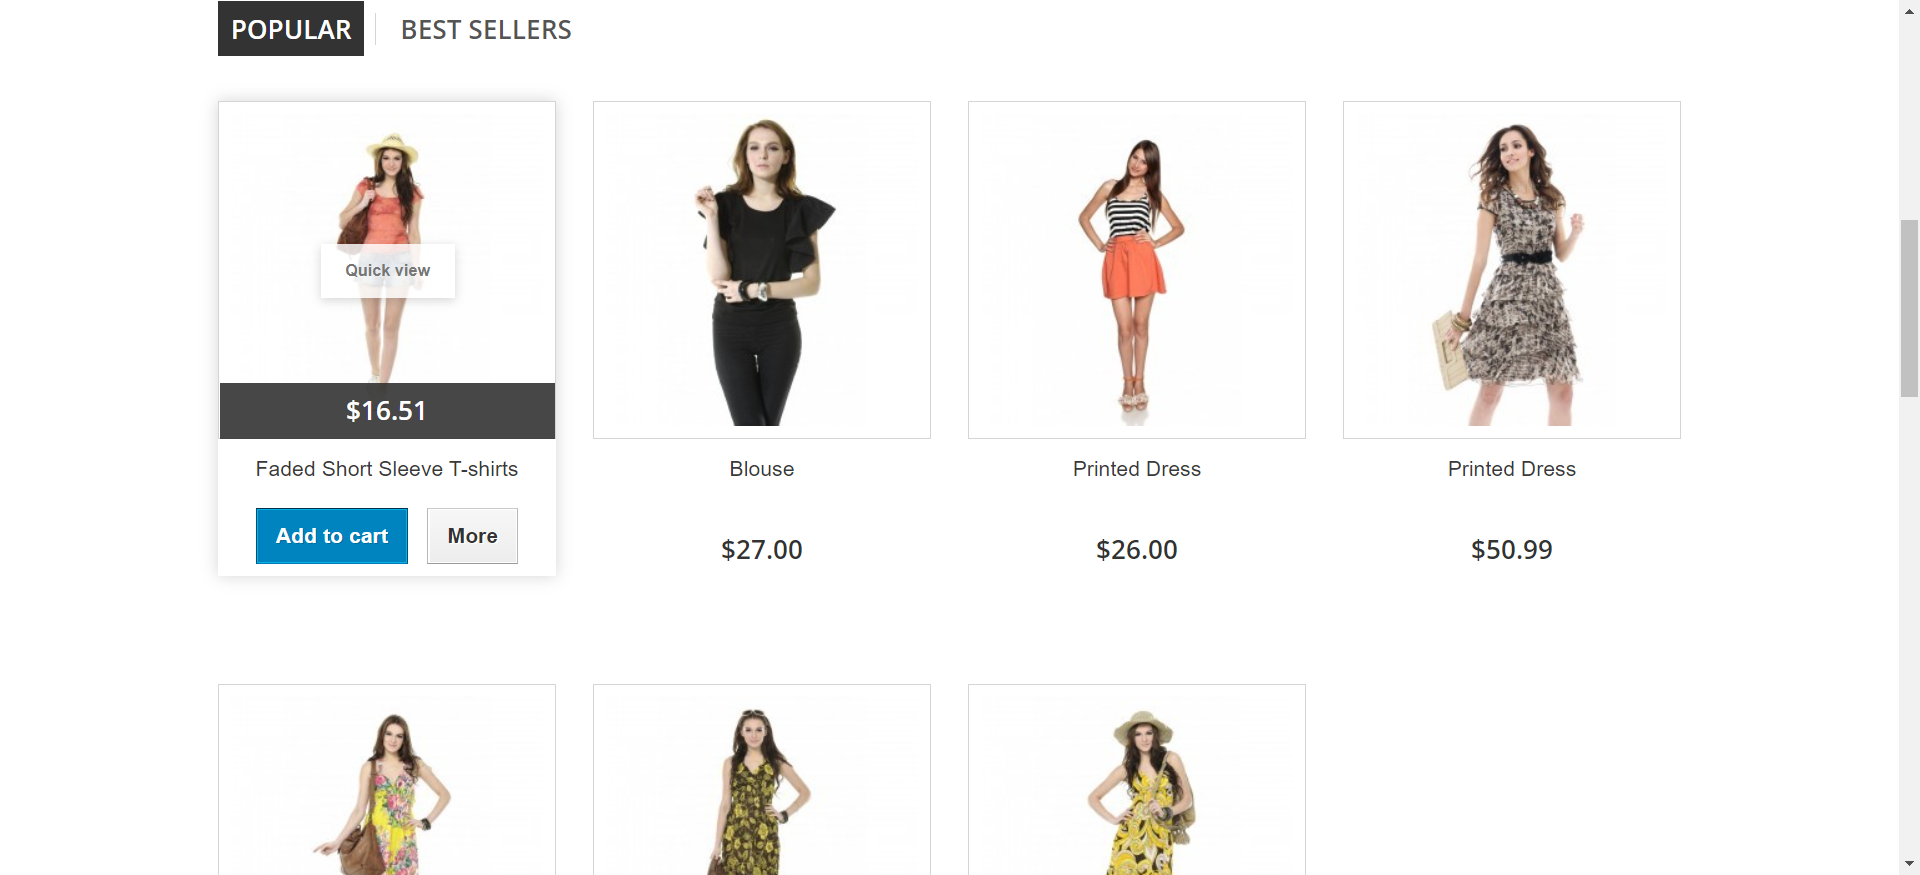 POPULAR
BEST SELLERS
Quick view
$16.51
Faded Short Sleeve T-shirts
Blouse
Printed Dress
Printed Dress
Add to cart
More
$27.00
$26.00
$50.99